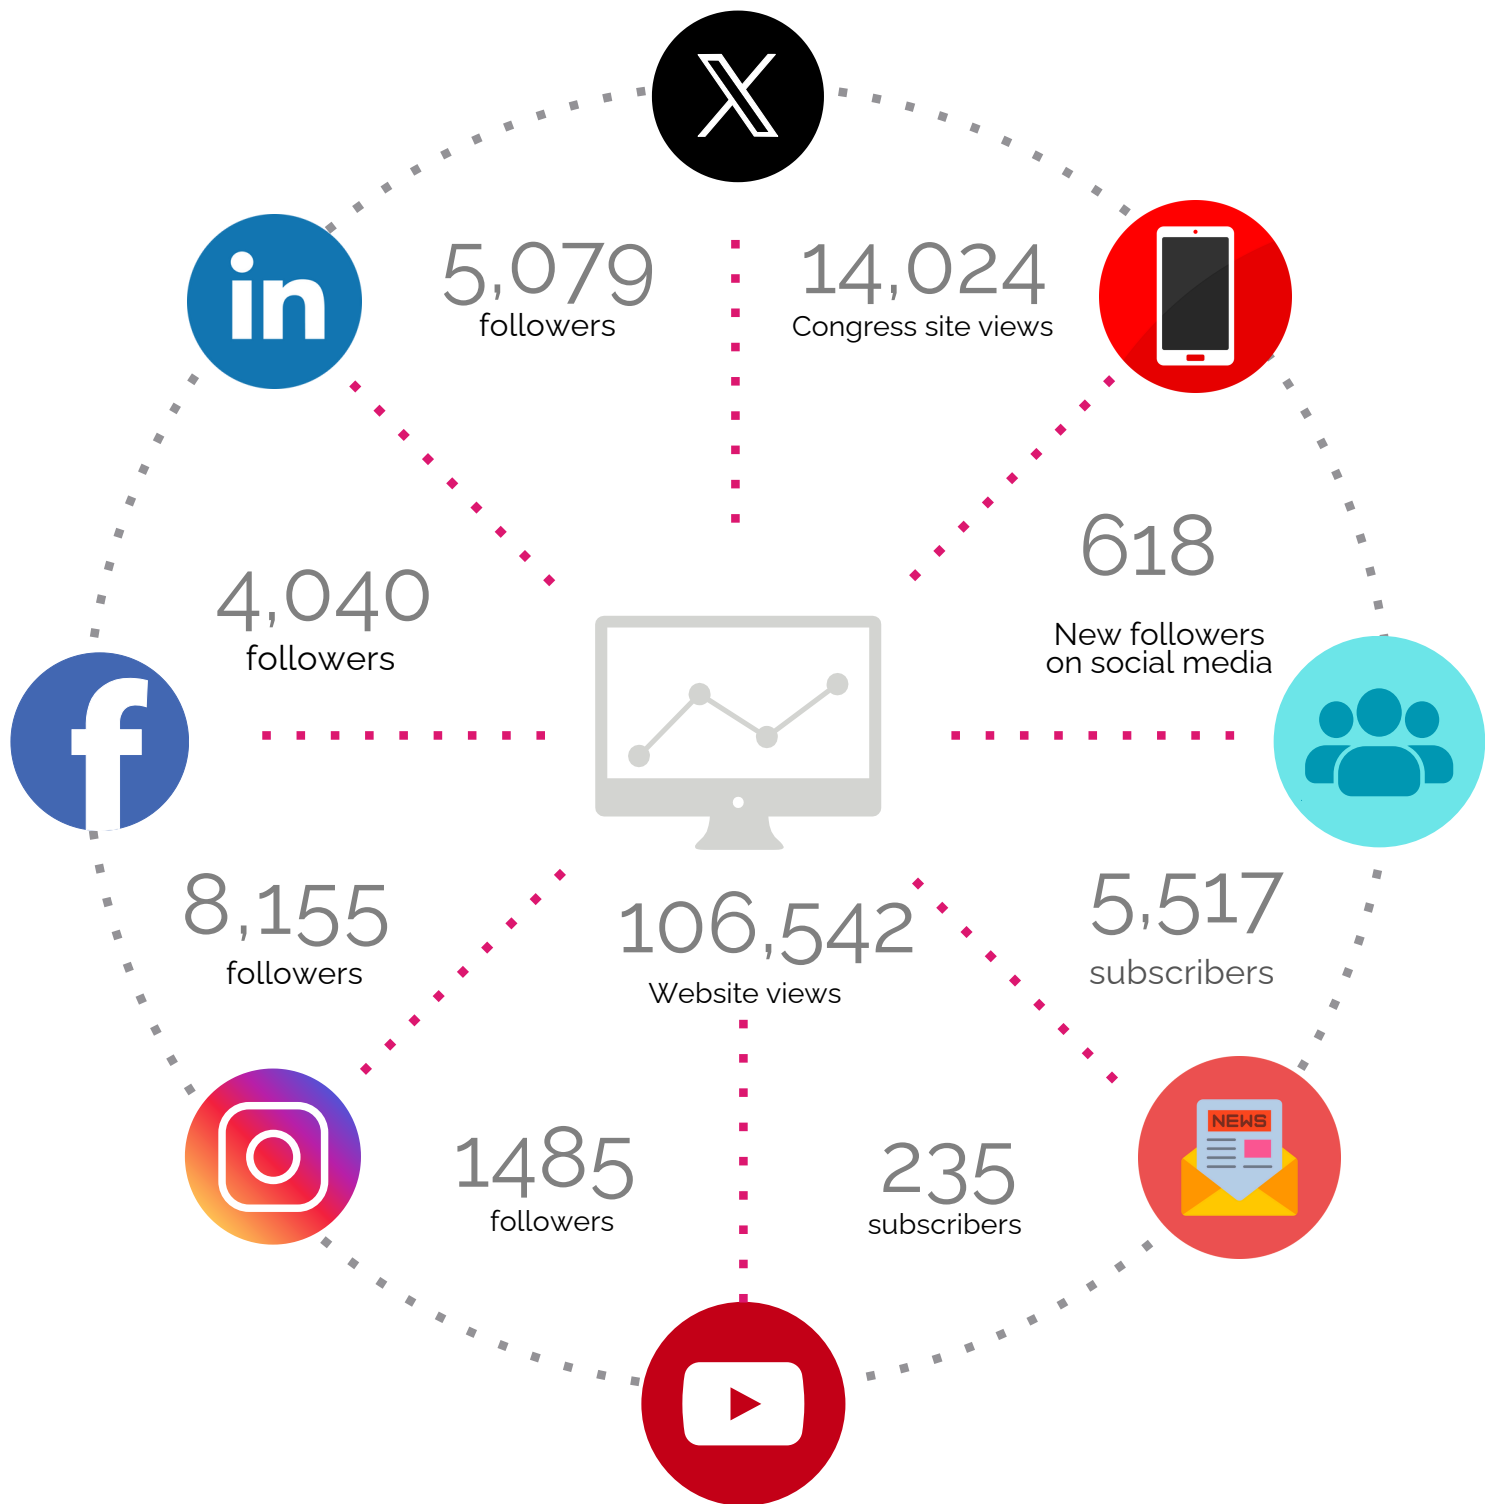 X
in
5,079
followers
14,024
Congress site views
618
New followers
on social media
4,040
followers
f
8,155
followers
106,542
Website views
5,517
subscribers
NEWS
1485
followers
235
subscribers